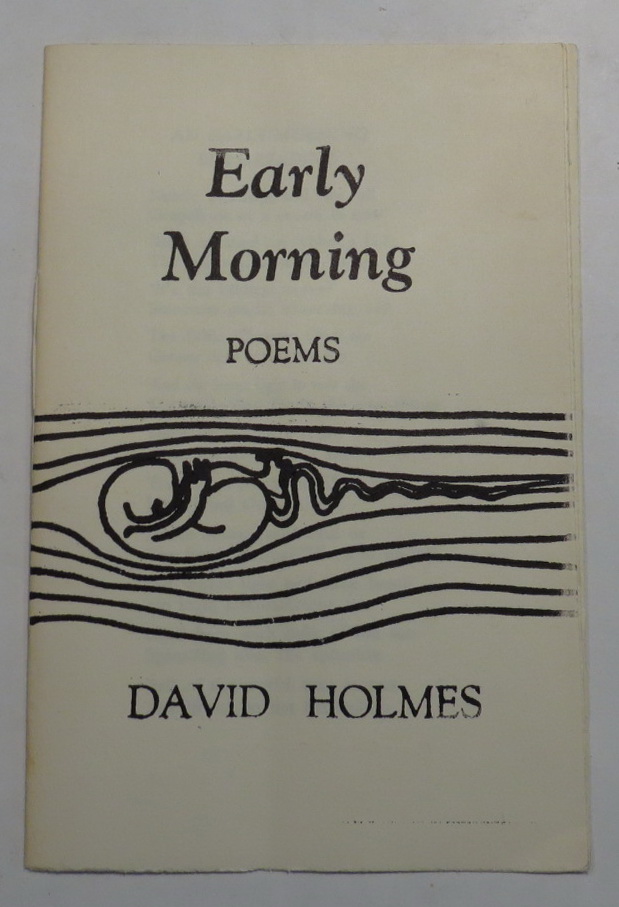 Early
Morning
POEMS
DAVID HOLMES